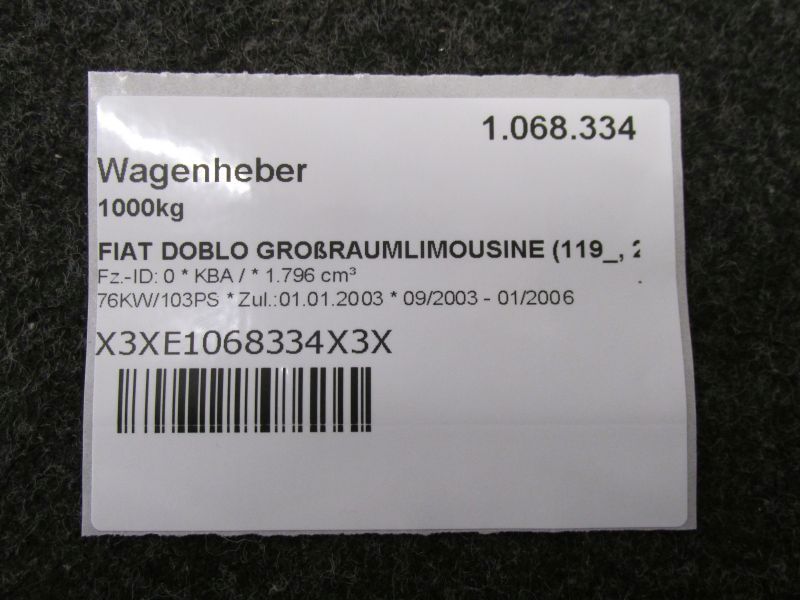 1.068.334
Wagenheber
1000kg
FIAT DOBLO GROßRAUMLIMOUSINE (119_,
Fz.-ID: 0 * KBA / * 1.796 cm³
76KW/103PS * Zul.:01.01.2003 * 09/2003 - 01/2006
X3XE1068334X3X